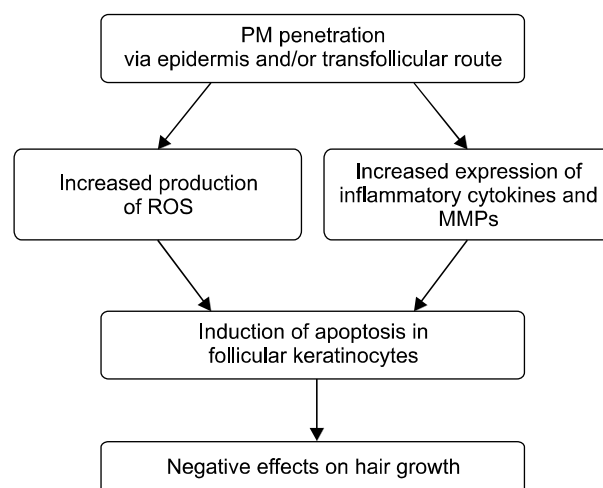 PM penetration
via epidermis and/or transfollicular route
Increased production
of ROS
Increased expression of
inflammatory cytokines and
MMPs
Induction of apoptosis in
follicular keratinocytes
Negative effects on hair growth